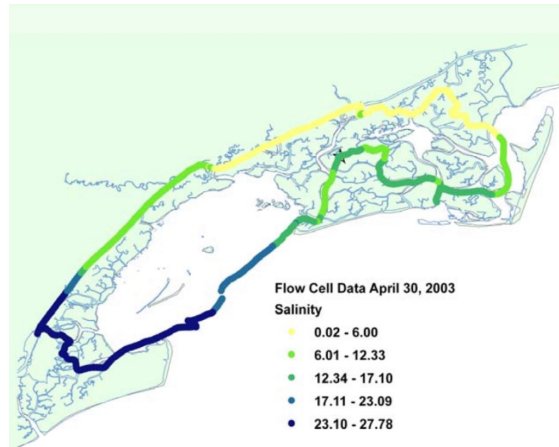 Flow Cell Data April 30, 2003
Salinity
0.02 - 6.00
6.01 - 12.33
12.34 - 17.10
17.11 - 23.09
23.10 - 27.78